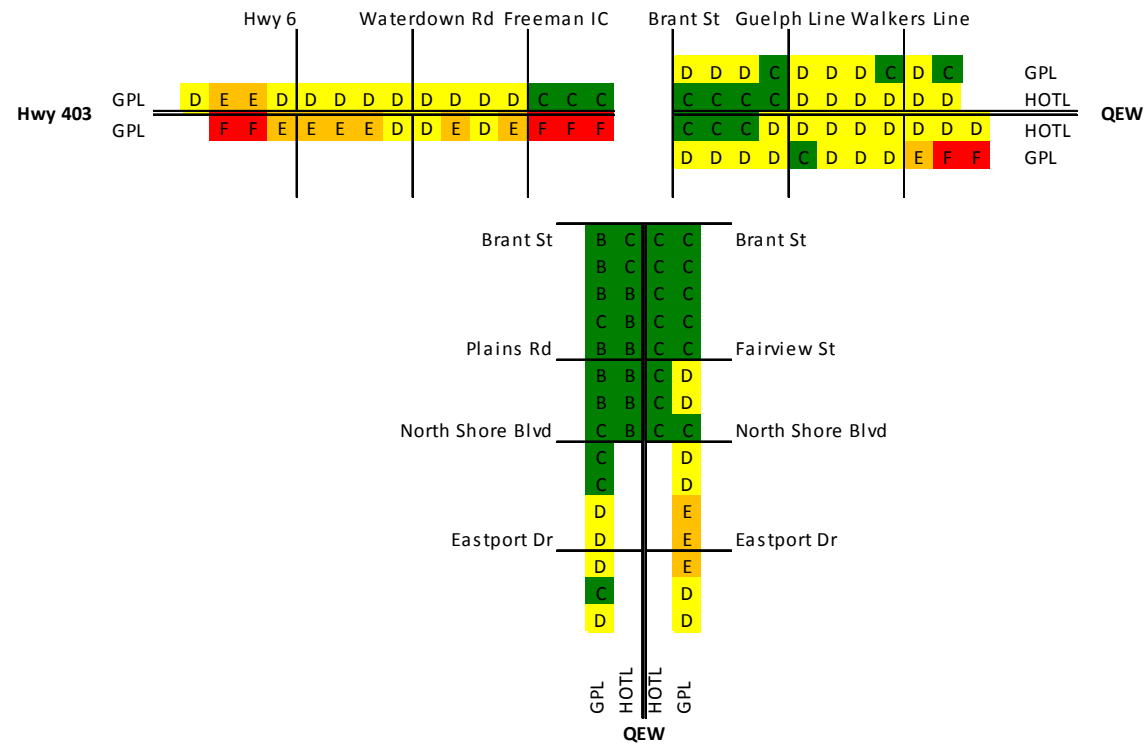 Hwy 6 Waterdown Rd Freeman IC Brant St Guelph Line Walkers Line
D D D C D D D C D C GPL
GPL D E E D D D D D D D D D C C C C C C C D D D D D D HOTL
Hwy 403 QEW
GPL F F E E E E D D E D E F F F C C C D D D D D D D D HOTL
D D D D C D D D E F F GPL
Brant St B C C C Brant St
B C C C
B B C C
C B C C
Plains Rd B B C C Fairview St
B B C D
B B C D
North Shore Blvd C B C C North Shore Blvd
C D
C D
D E
Eastport Dr D E Eastport Dr
D E
C D
D D
GPL HOTL HOTL GPL
QEW